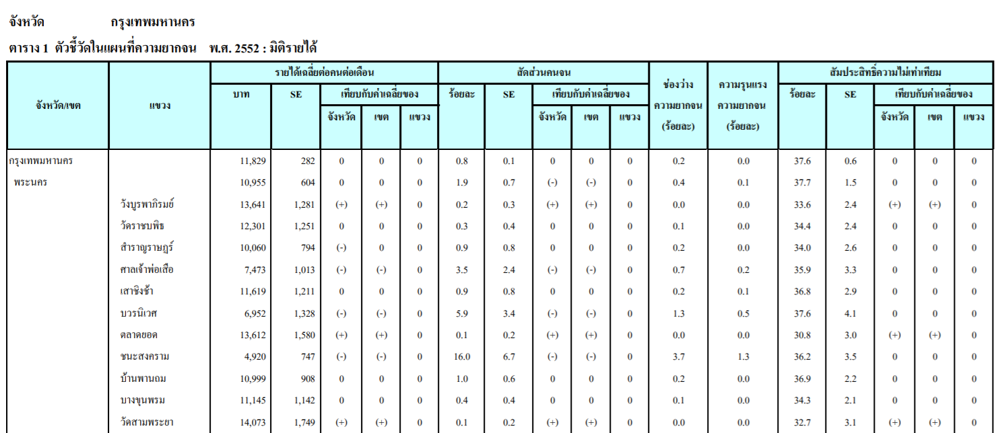 จังหวัด กรุงเทพมหานคร
ตาราง 1 ตัวชี้วัดในแผนที่ความยากจน พ.ศ. 2552 : มิติรายได้
จังหวัด/เขต แขวง รายได้เฉลี่ยต่อคนต่อเดือน สัดส่วนคนจน ช่องว่าง ความยากจน (ร้อยละ) ความรุนแรง ความยากจน (ร้อยละ) สัมประสิทธิ์ความไม่เท่าเทียม
บาท SE เทียบกับค่าเฉลี่ยของ ร้อยละ SE เทียบกับค่าเฉลี่ยของ ร้อยละ SE เทียบกับค่าเฉลี่ยของ
จังหวัด เขต แขวง จังหวัด เขต แขวง จังหวัด เขต แขวง
กรุงเทพมหานคร 11,829 282 0 0 0 0.8 0.1 0 0 0 0.2 0.0 37.6 0.6 0 0 0
พระนคร 10,955 604 0 0 0 1.9 0.7 (-) (-) 0 0.4 0.1 37.7 1.5 0 0 0
วังบูรพาภิรมย์ 13,641 1,281 (+) (+) 0 0.2 0.3 (+) (+) 0 0.0 0.0 33.6 2.4 (+) (+) 0
วัดราชบพิธ 12,301 1,251 0 0 0 0.3 0.4 0 0 0 0.1 0.0 34.4 2.4 0 0 0
สำราญราษฎร์ 10,060 794 (-) 0 0 0.9 0.8 0 0 0 0.2 0.0 34.0 2.6 0 0 0
ศาลเจ้าพ่อเสือ 7,473 1,013 (-) (-) 0 3.5 2.4 (-) (-) 0 0.7 0.2 35.9 3.3 0 0 0
เสาชิงช้า 11,619 1,211 0 0 0 0.9 0.8 0 0 0 0.2 0.1 36.8 2.9 0 0 0
บวรนิเวศ 6,952 1,328 (-) (-) 0 5.9 3.4 (-) (-) 0 1.3 0.5 37.6 4.1 0 0 0
ตลาดยอด 13,612 1,580 (+) (+) 0 0.1 0.2 (+) (+) 0 0.0 0.0 30.8 3.0 (+) (+) 0
ชนะสงคราม 4,920 747 (-) (-) 0 16.0 6.7 (-) (-) 0 3.7 1.3 36.2 3.5 0 0 0
บ้านพานถม 10,999 908 0 0 0 1.0 0.6 0 0 0 0.2 0.0 36.9 2.2 0 0 0
บางขุนพรม 11,145 1,142 0 0 0 0.4 0.4 0 0 0 0.1 0.0 34.3 2.1 0 0 0
วัดสามพระยา 14,073 1,749 (+) (+) 0 0.1 0.2 (+) (+) 0 0.0 0.0 32.7 3.1 (+) (+) 0